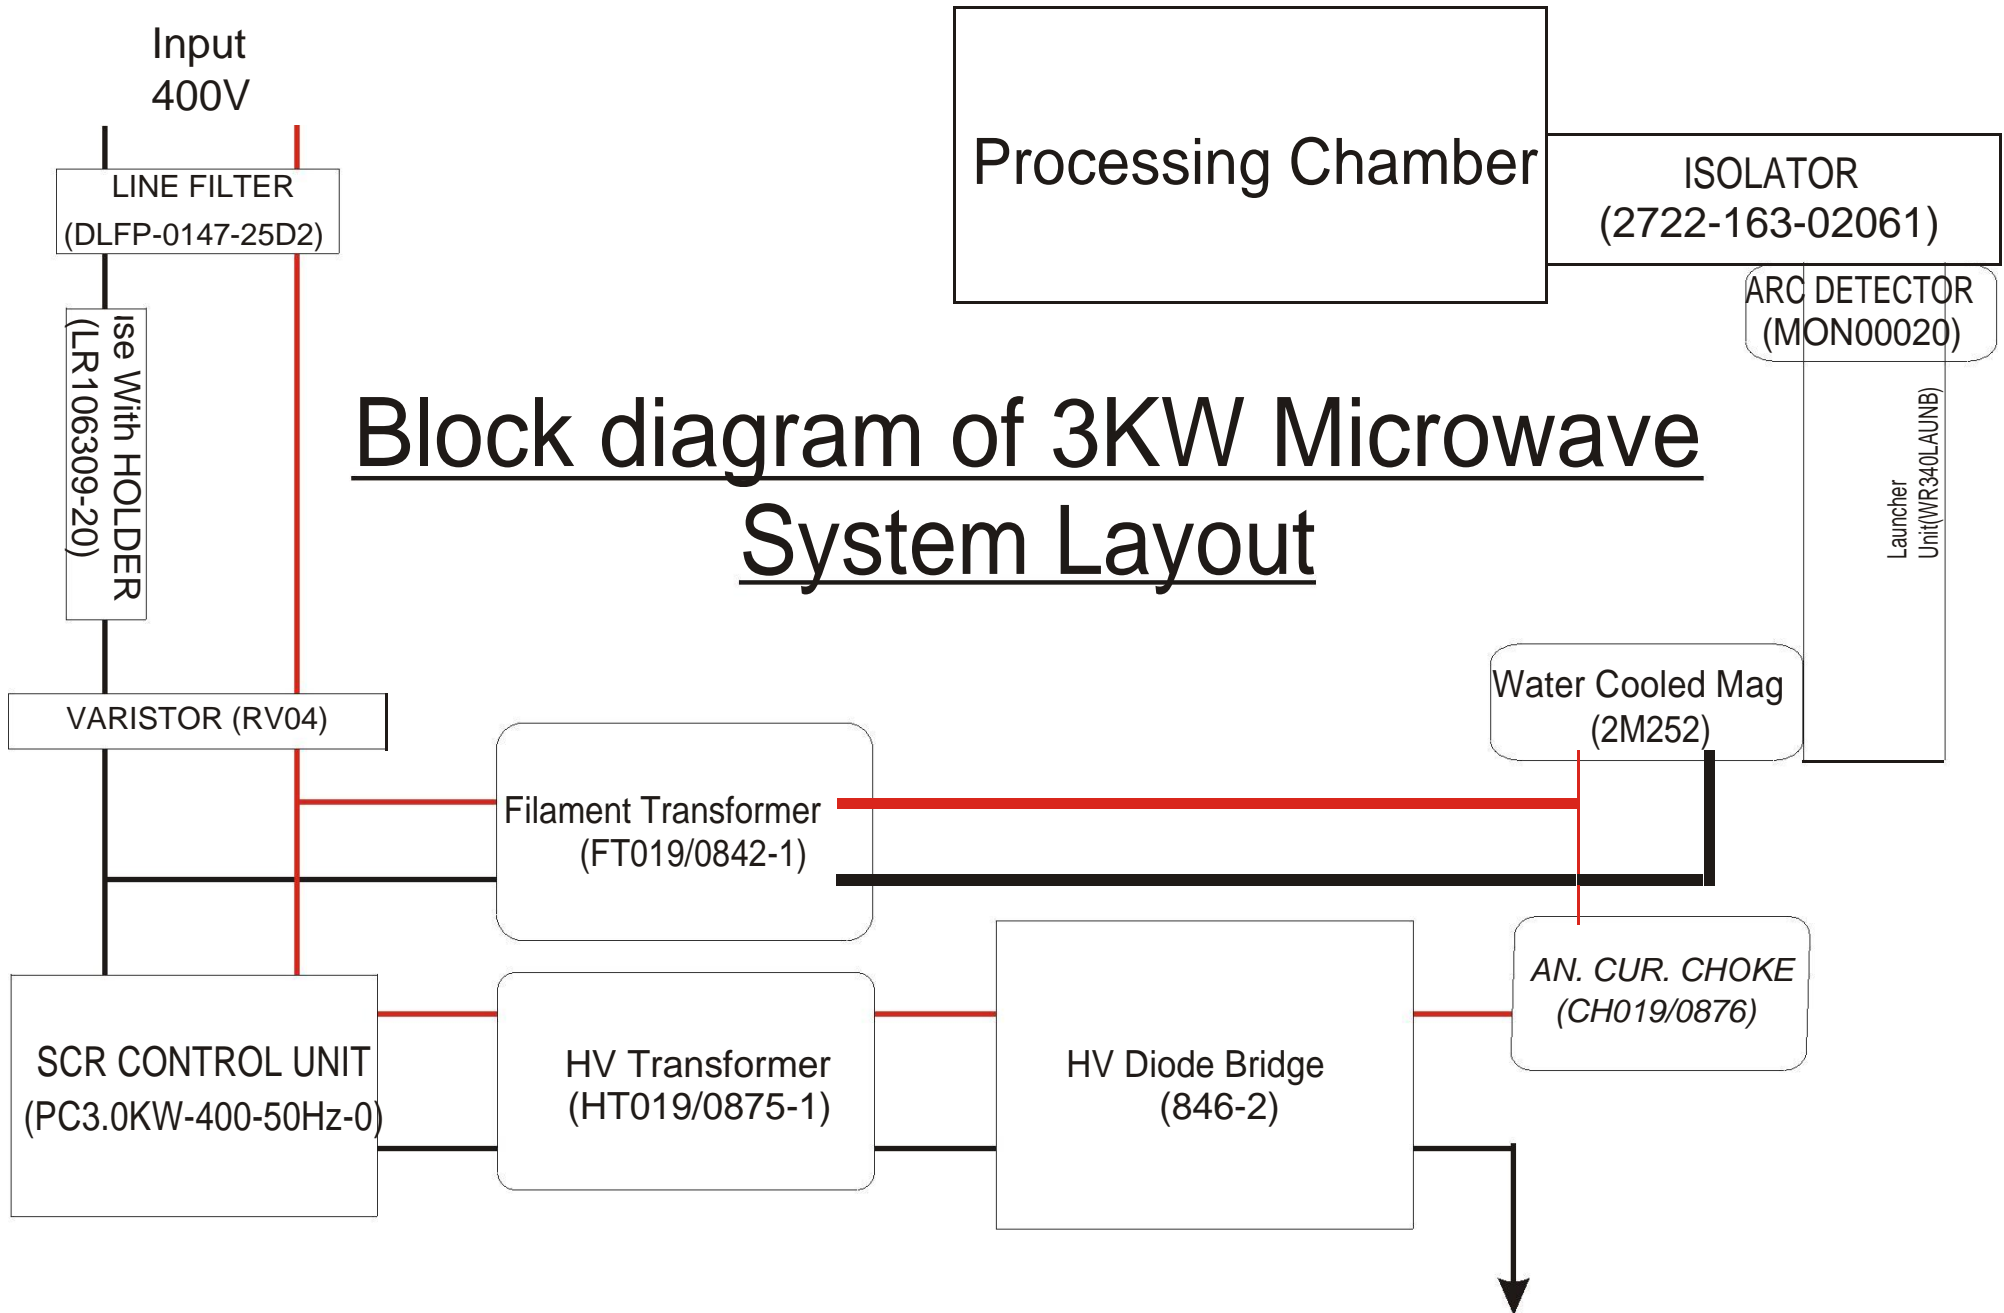 Input
400V
LINE FILTER
(DLFP-0147-25D2)
Processing Chamber
ISOLATOR
(2722-163-02061)
ARC DETECTOR
(MON00020)
se With HOLDER
(LR106309-20)
Block diagram of 3KW Microwave
System Layout
Launcher
Unit(WR340LAUNB)
VARISTOR (RV04)
Water Cooled Mag
(2M252)
Filament Transformer
(FT019/0842-1)
AN. CUR. CHOKE
(CH019/0876)
SCR CONTROL UNIT
(PC3.0KW-400-50Hz-0)
HV Transformer
(HT019/0875-1)
HV Diode Bridge
(846-2)